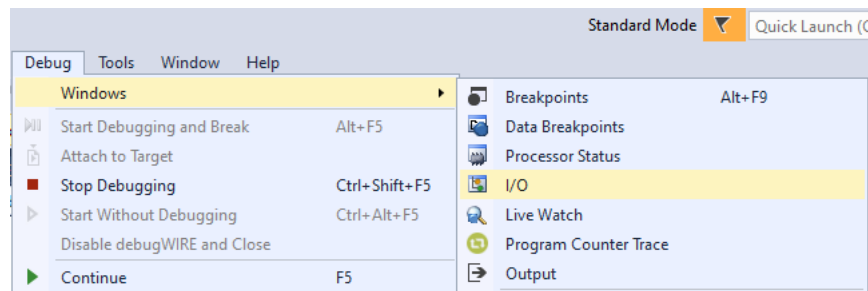 Standard Mode Quick Launch (C
Debug Tools Window Help
Windows
Start Debugging and Break Alt+F5
Attach to Target
Stop Debugging Ctrl+Shift+F5
Start Without Debugging Ctrl+Alt+F5
Disable debugWIRE and Close
Continue F5
Breakpoints Alt+F9
Data Breakpoints
Processor Status
I/O
Live Watch
Program Counter Trace
Output